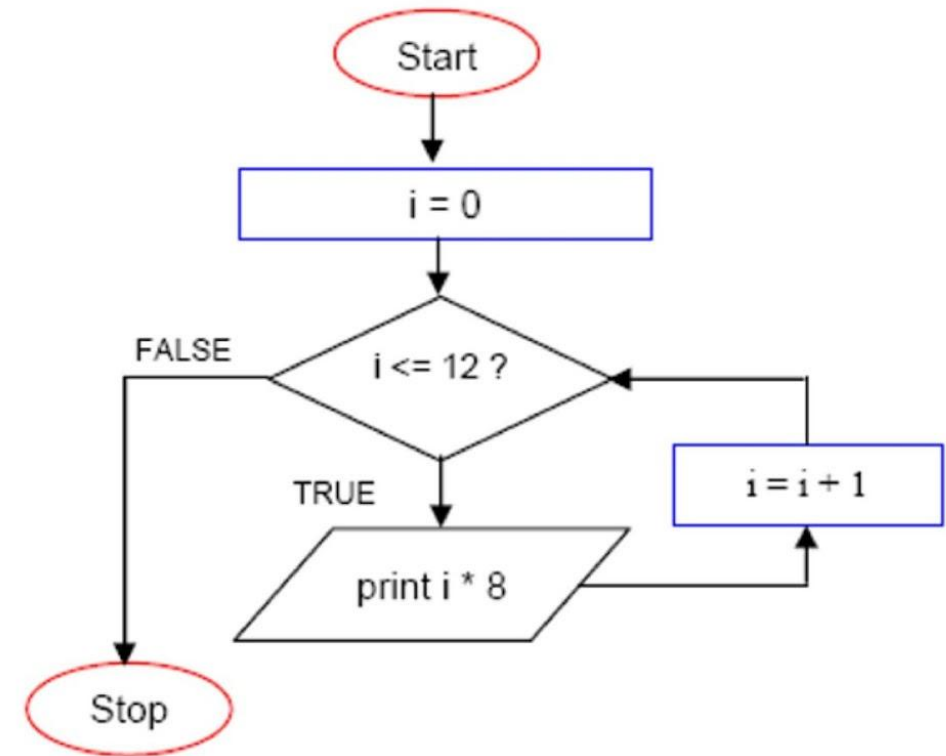 Start
i = 0
i <= 12 ?
FALSE
TRUE
i = i + 1
print i * 8
Stop